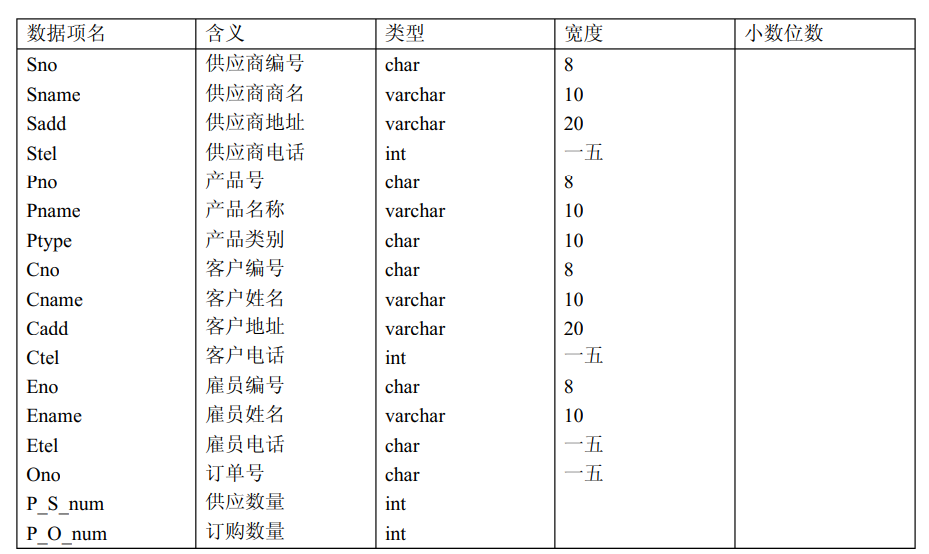 数据项名 含义 类型 宽度 小数位数
Sno 供应商编号 char 8
Sname 供应商商名 varchar 10
Sadd 供应商地址 varchar 20
Stel 供应商电话 int 一五
Pno 产品号 char 8
Pname 产品名称 varchar 10
Ptype 产品类别 char 10
Cno 客户编号 char 8
Cname 客户姓名 varchar 10
Cadd 客户地址 varchar 20
Ctel 客户电话 int 一五
Eno 雇员编号 char 8
Ename 雇员姓名 varchar 10
Etel 雇员电话 char 一五
Ono 订单号 char 一五
P_S_num 供应数量 int
P_O_num 订购数量 int